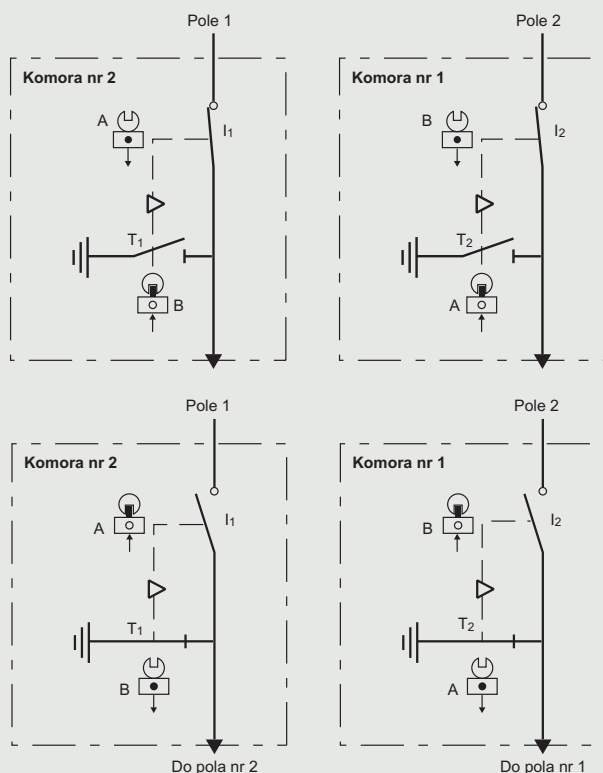 Pole 1
Pole 2
Komora nr 2
Komora nr 1
A
I1
B
I2
T1
T2
B
A
Pole 1
Pole 2
Komora nr 2
Komora nr 1
A
I1
B
I2
T1
T2
B
A
Do pola nr 2
Do pola nr 1